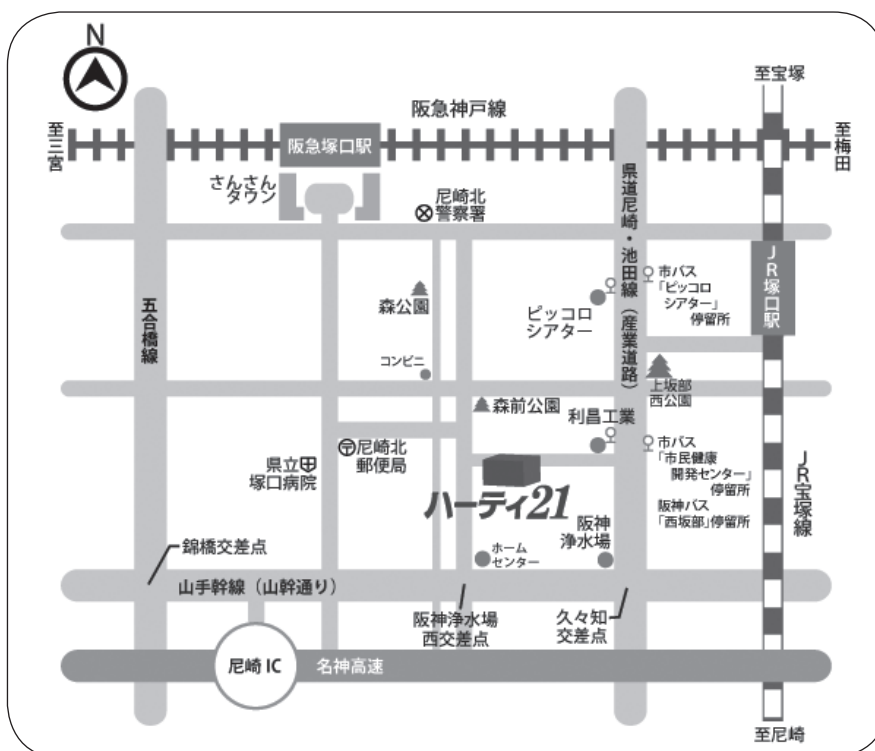 N
至宝塚
阪急神戸線
至三宮
阪急塚口駅
至梅田
さんさん
タウン
尼崎北
警察署
県道尼崎・池田線（産業道路）
JR塚口駅
市バス
「ピッコロ
シアター」
停留所
五合橋線
森公園
ピッコロ
シアター
コンビニ
上坂部
西公園
森前公園
利昌工業
尼崎北
郵便局
県立
塚口病院
市バス
「市民健康
開発センター」
停留所
阪神バス
「西坂部」停留所
JR宝塚線
ハーティ21
阪神
浄水場
ホーム
センター
錦橋交差点
山手幹線（山幹通り）
阪神浄水場
西交差点
久々知
交差点
尼崎 IC
名神高速
至尼崎